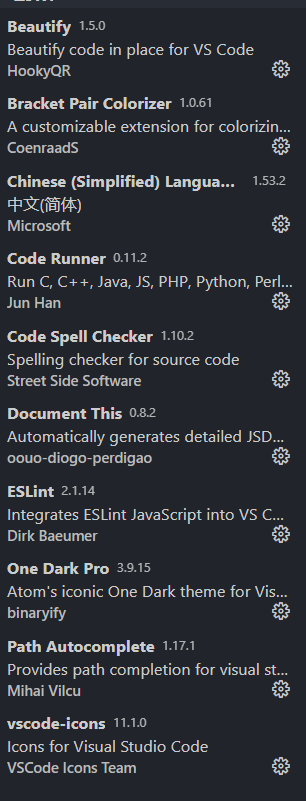 Beautify 1.5.0
Beautify code in place for VS Code
HookyQR
Bracket Pair Colorizer 1.0.61
A customizable extension for colorizin...
CoenraadS
Chinese (Simplified) Langua... 1.53.2
中文(简体)
Microsoft
Code Runner 0.11.2
Run C, C++, Java, JS, PHP, Python, Perl...
Jun Han
Code Spell Checker 1.10.2
Spelling checker for source code
Street Side Software
Document This 0.8.2
Automatically generates detailed JSD...
oouo-diogo-perdigao
ESLint 2.1.14
Integrates ESLint JavaScript into VS C...
Dirk Baeumer
One Dark Pro 3.9.15
Atom's iconic One Dark theme for Vis...
binaryify
Path Autocomplete 1.17.1
Provides path completion for visual st...
Mihai Vilcu
vscode-icons 11.1.0
Icons for Visual Studio Code
VSCode Icons Team